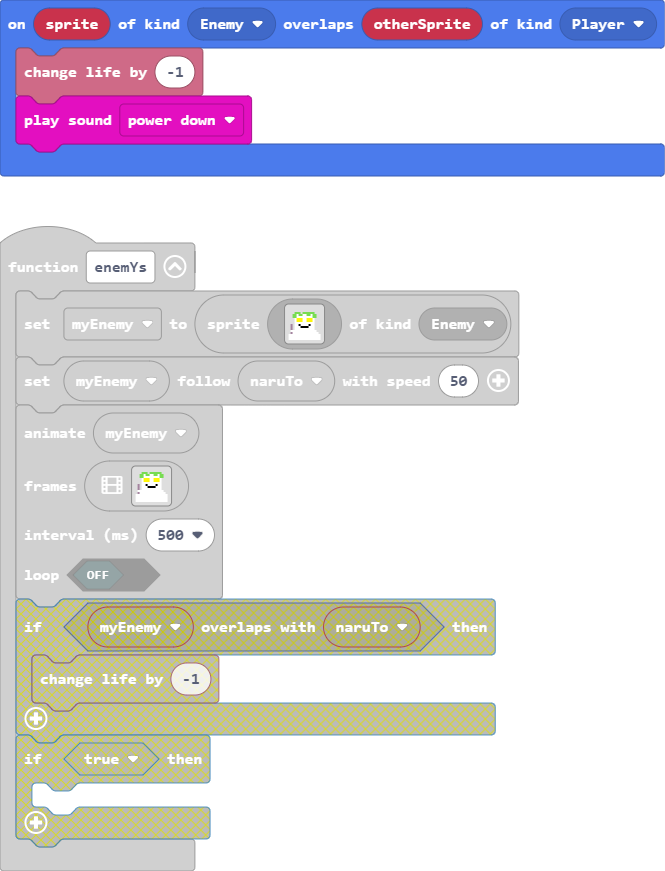 on sprite of kind Enemy overlaps otherSprite of kind Player
change life by -1
play sound power down
function enemYs
set myEnemy to sprite of kind Enemy
set myEnemy follow naruTo with speed 50
animate myEnemy
frames
interval (ms) 500
loop OFF
if myEnemy overlaps with naruTo then
change life by -1
if true then